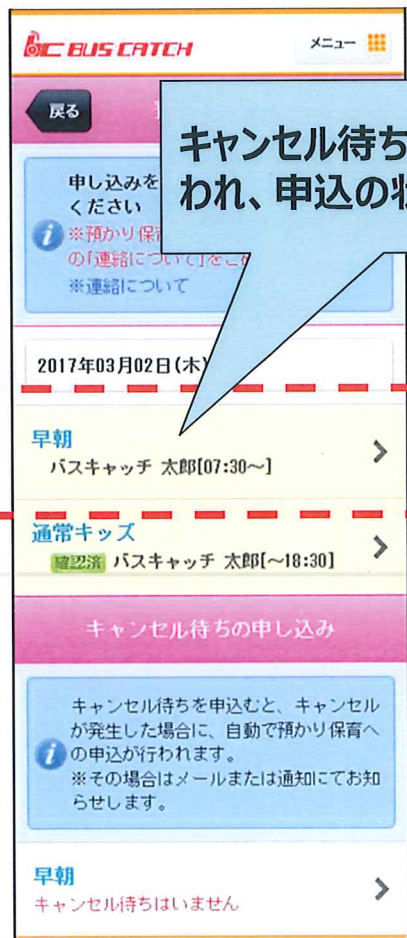 BUS CATCH
メニュー
戻る
キャンセル待ち
われ、申込の
申し込みを
ください
※預かり保
の「連絡について」をご
※連絡について
2017年03月02日(木)
早朝
バスキャッチ 太郎[07:30～]
通常キッズ
確認済 バスキャッチ 太郎[～18:30]
キャンセル待ちの申し込み
キャンセル待ちを申込むと、キャンセル
が発生した場合に、自動で預かり保育へ
の申込が行われます。
※その場合はメールまたは通知にてお知
らせします。
早朝
キャンセル待ちはいません